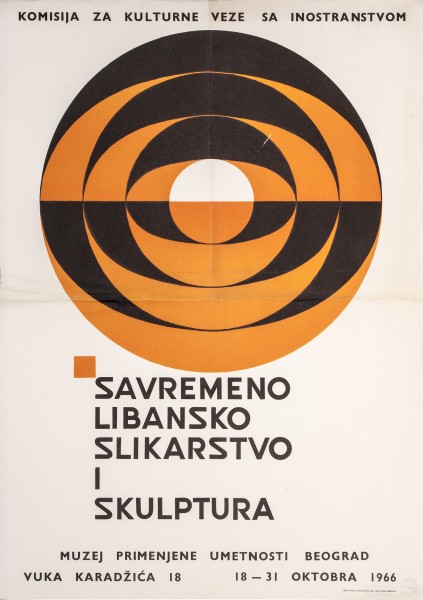 KOMISIJA ZA KULTURNE VEZE SA INOSTRANSTVOM
SAVREMENO
LIBANSKO
SLIKARSTVO
I
SKULPTURA
MUZEJ PRIMENJENE UMETNOSTI BEOGRAD
VUKA KARADŽIĆA 18 18 — 31 OKTOBRA 1966